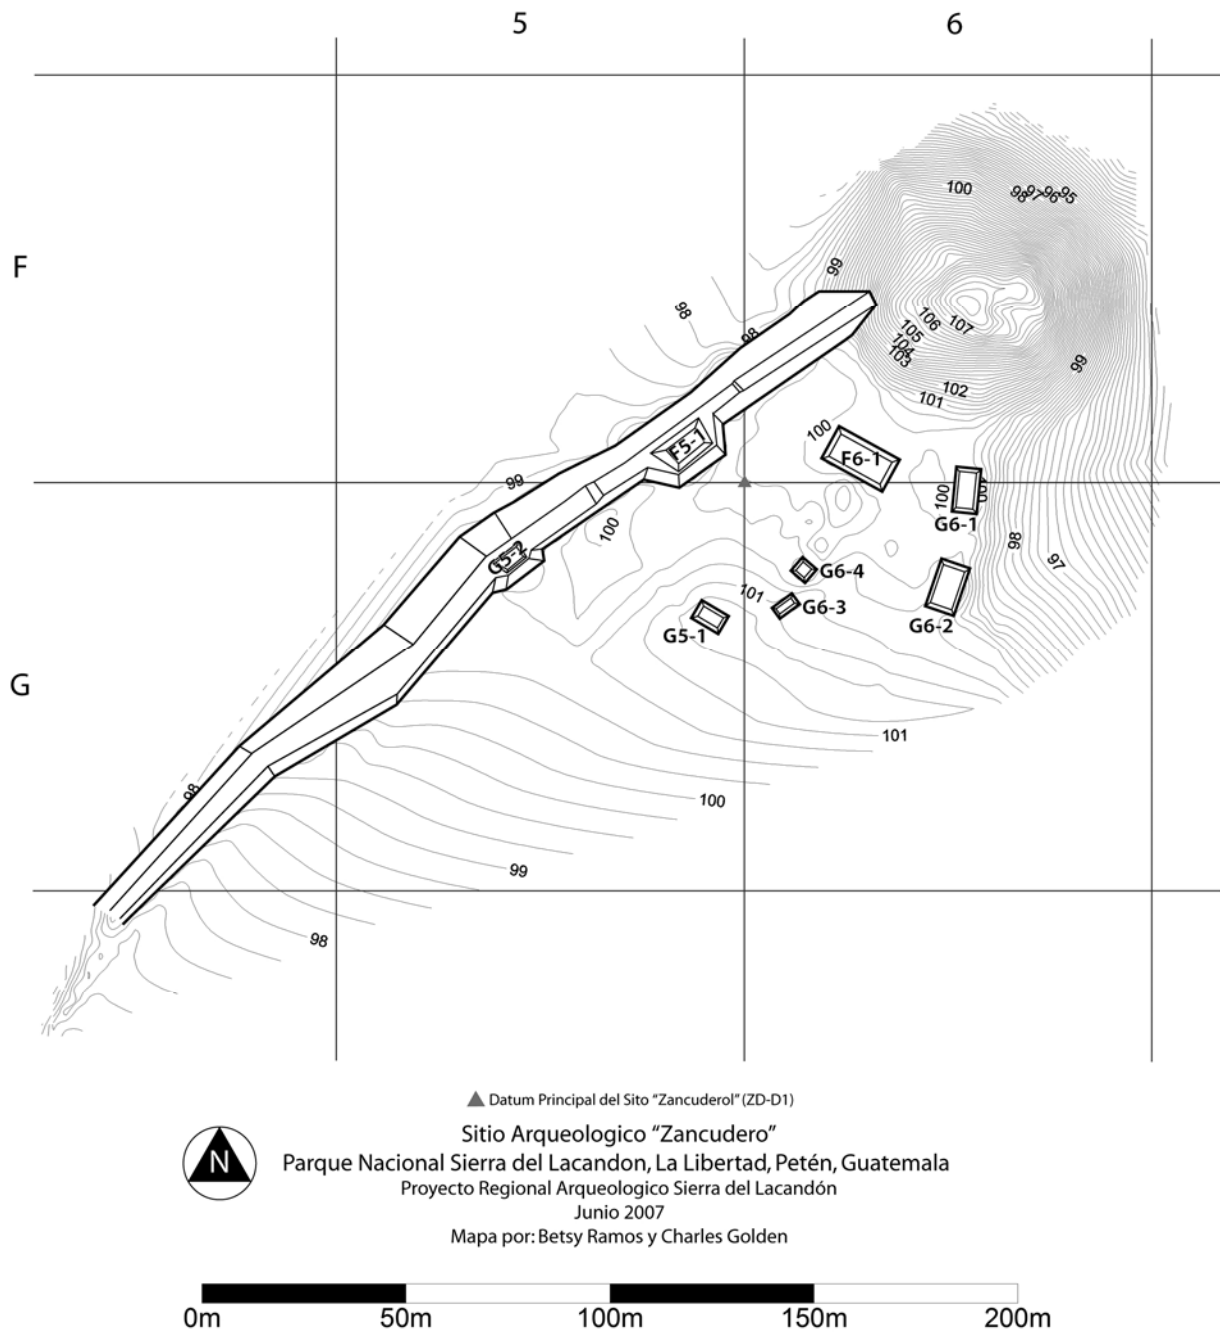 5 6
100
98 97 96 95
F
99
98
106
107
105
104
103
98
99
102
101
100
F5-1
F6-1
99
100 100
G6-1
100
G5-2
98
97
G6-4
101
G6-3
G5-1
G6-2
G
101
98
100
99
98
Datum Principal del Sito "Zancuderol" (ZD-D1)
N
Sitio Arqueologico "Zancudero"
Parque Nacional Sierra del Lacandon, La Libertad, Petén, Guatemala
Proyecto Regional Arqueologico Sierra del Lacandón
Junio 2007
Mapa por: Betsy Ramos y Charles Golden
0m 50m 100m 150m 200m